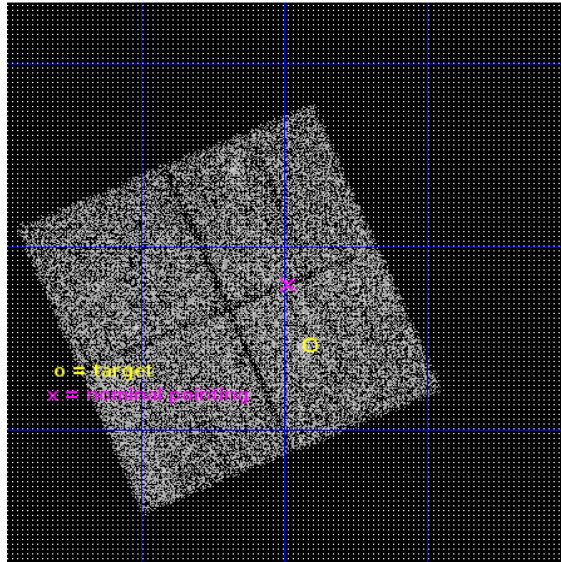 o = target
x = nominal pointing